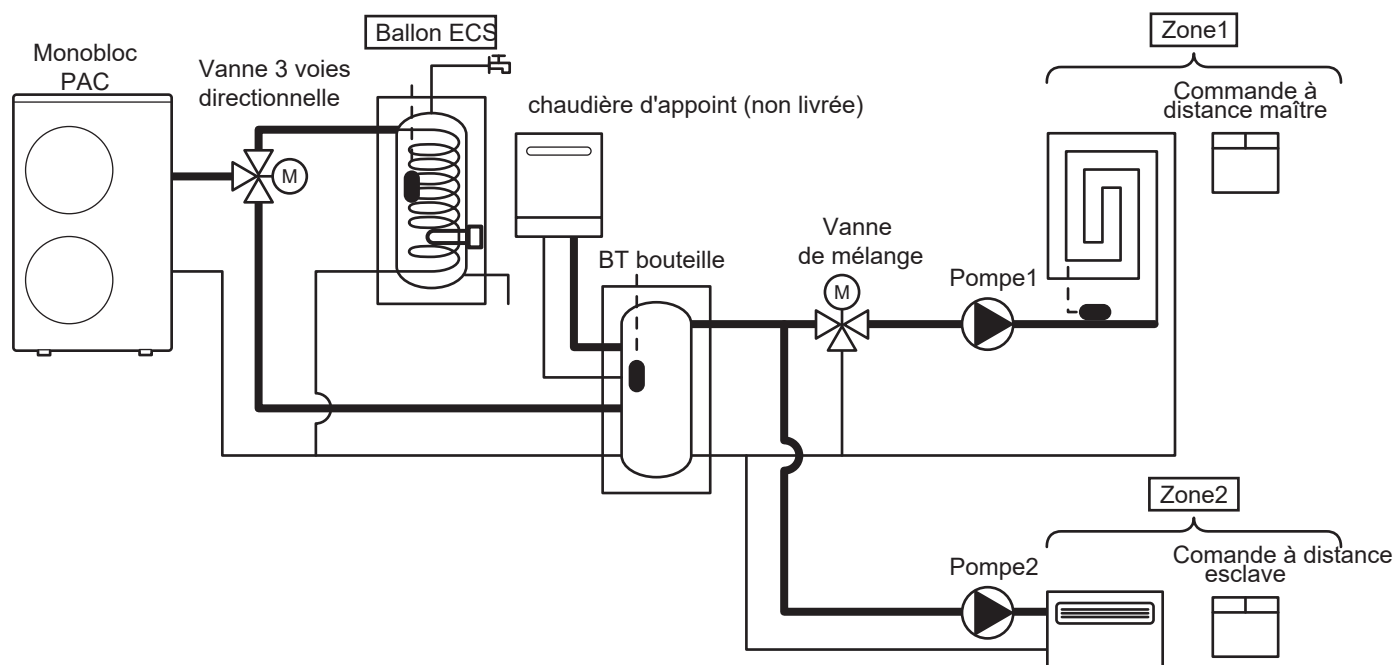 Ballon ECS
Zone1
Monobloc
PAC
Vanne 3 voies
directionnelle
chaudière d'appoint (non livrée)
Commande à
distance maître
M
BT bouteille
Vanne
de mélange
M
Pompe1
Zone2
Pompe2
Comande à distance
esclave